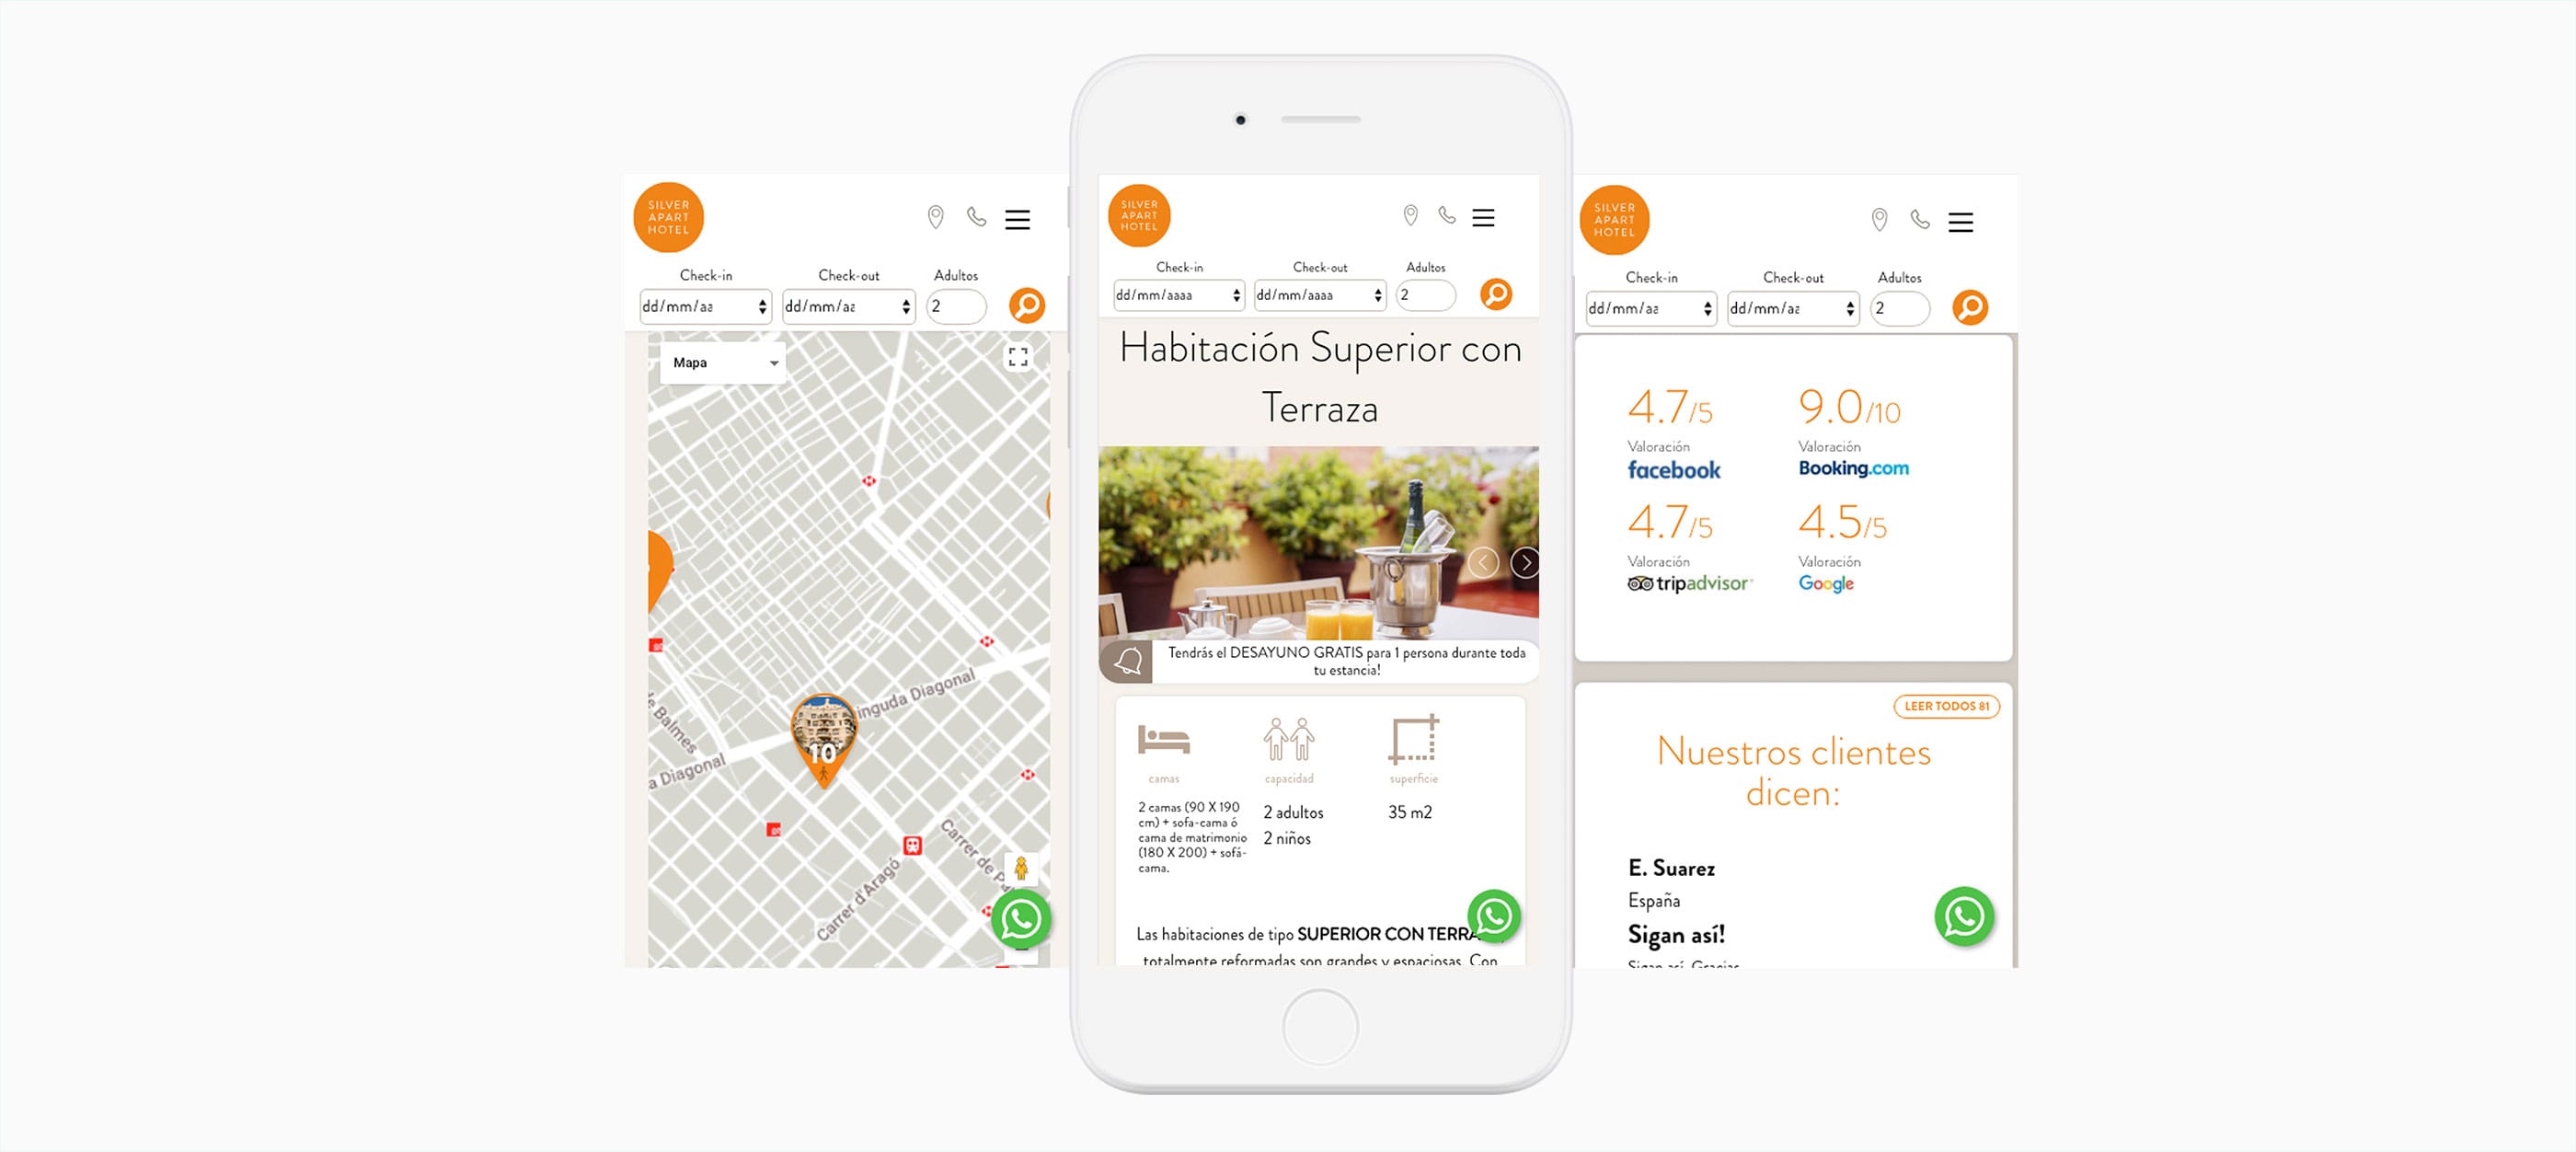 SILVER
APART
HOTEL
Check-in
Check-out
Adultos
dd/mm/aa
dd/mm/aa
2
Mapa
inguda Diagonal
de Balmes
a Diagonal
10
Carrer d'Aragó
Carrer de Pa
SILVER
APART
HOTEL
Check-in
Check-out
Adultos
dd/mm/aaaa
dd/mm/aaaa
2
Habitación Superior con
Terraza
Tendrás el DESAYUNO GRATIS para 1 persona durante toda
tu estancia!
camas
capacidad
superficie
2 camas (90 X 190
cm) + sofa-cama ó
cama de matrimonio
(180 X 200) + sofá-
cama.
2 adultos
2 niños
35 m2
Las habitaciones de tipo SUPERIOR CON TERRA
totalmente reformadas son grandes y espaciosas. Con
SILVER
APART
HOTEL
Check-in
Check-out
Adultos
dd/mm/aa
dd/mm/aa
2
4.7/5
Valoración
facebook
9.0/10
Valoración
Booking.com
4.7/5
Valoración
tripadvisor
4.5/5
Valoración
Google
LEER TODOS 81
Nuestros clientes
dicen:
E. Suarez
España
Sigan así!
Sigan así. Gracias